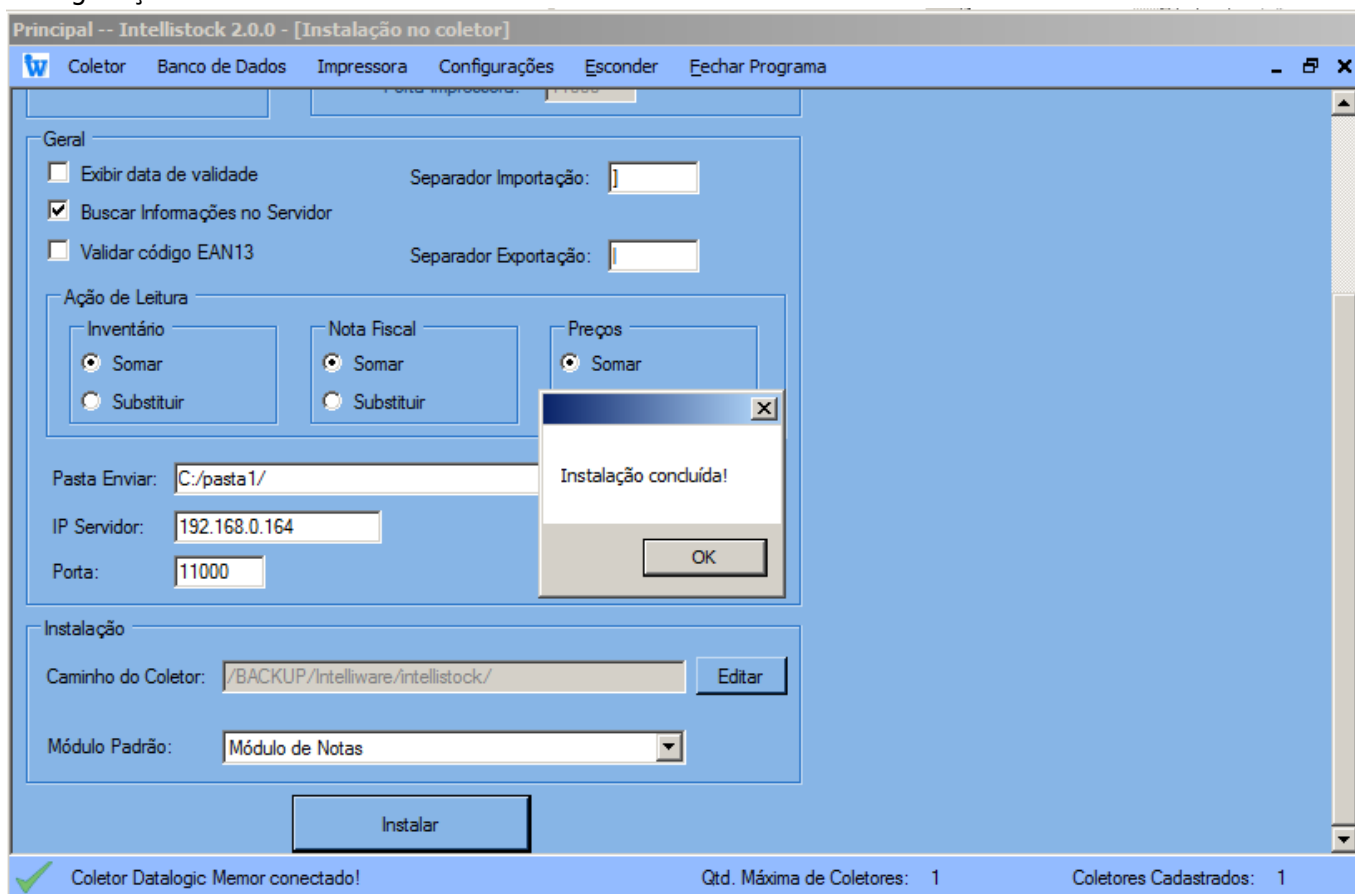 Principal -- Intellistock 2.0.0 - [Instalação no coletor]
Coletor Banco de Dados Impressora Configurações Esconder Fechar Programa
Geral
Exibir data de validade Separador Importação: ]
Buscar Informações no Servidor
Validar código EAN13 Separador Exportação: |
Ação de Leitura
Inventário Nota Fiscal Preços
Somar Somar Somar
Substituir Substituir
Instalação concluída!
OK
Pasta Enviar: C:/pasta1/
IP Servidor: 192.168.0.164
Porta: 11000
Instalação
Caminho do Coletor: /BACKUP/Intelliware/intellistock/ Editar
Módulo Padrão: Módulo de Notas
Instalar
Coletor Datalogic Memor conectado! Qtd. Máxima de Coletores: 1 Coletores Cadastrados: 1